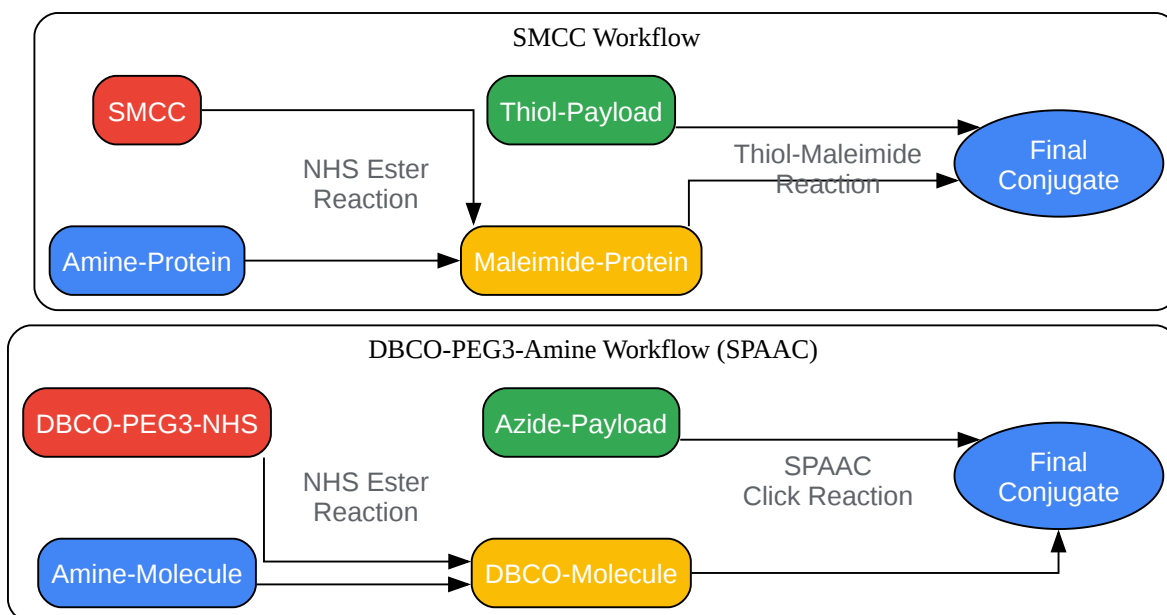 SMCC Workflow
SMCC
Thiol-Payload
NHS Ester
Reaction
Thiol-Maleimide
Reaction
Final
Conjugate
Amine-Protein
Maleimide-Protein
DBCO-PEG3-Amine Workflow (SPAAC)
DBCO-PEG3-NHS
Azide-Payload
NHS Ester
Reaction
SPAAC
Click Reaction
Final
Conjugate
Amine-Molecule
DBCO-Molecule